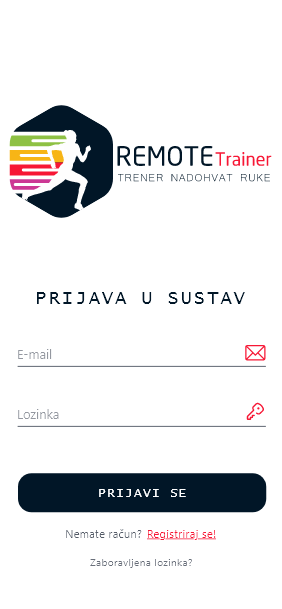 REMOTE Trainer
TRENER NADOHVAT RUKE
PRIJAVA U SUSTAV
E-mail
Lozinka
PRIJAVI SE
Nemate račun? Registriraj se!
Zaboravljena lozinka?